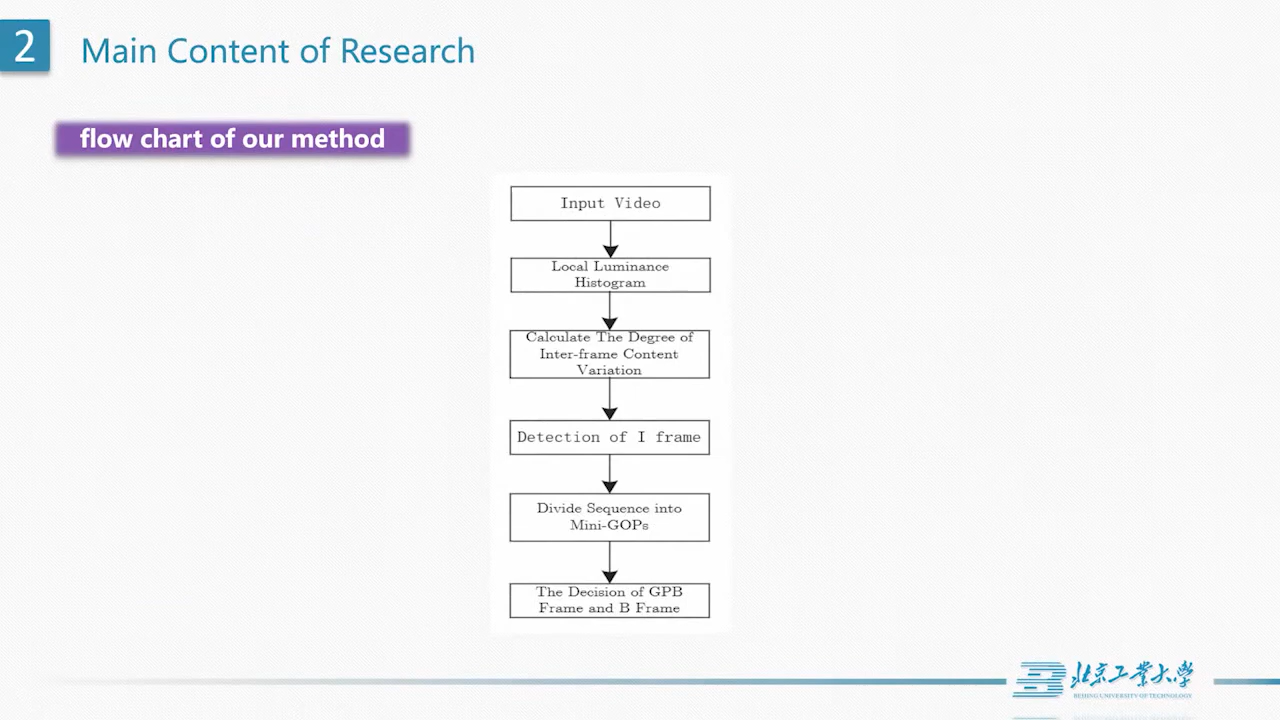 2
Main Content of Research
flow chart of our method
Input Video
Local Luminance
Histogram
Calculate The Degree of
Inter-frame Content
Variation
Detection of I frame
Divide Sequence into
Mini-GOPs
The Decision of GPB
Frame and B Frame
北京工业大学
BEIJING UNIVERSITY OF TECHNOLOGY